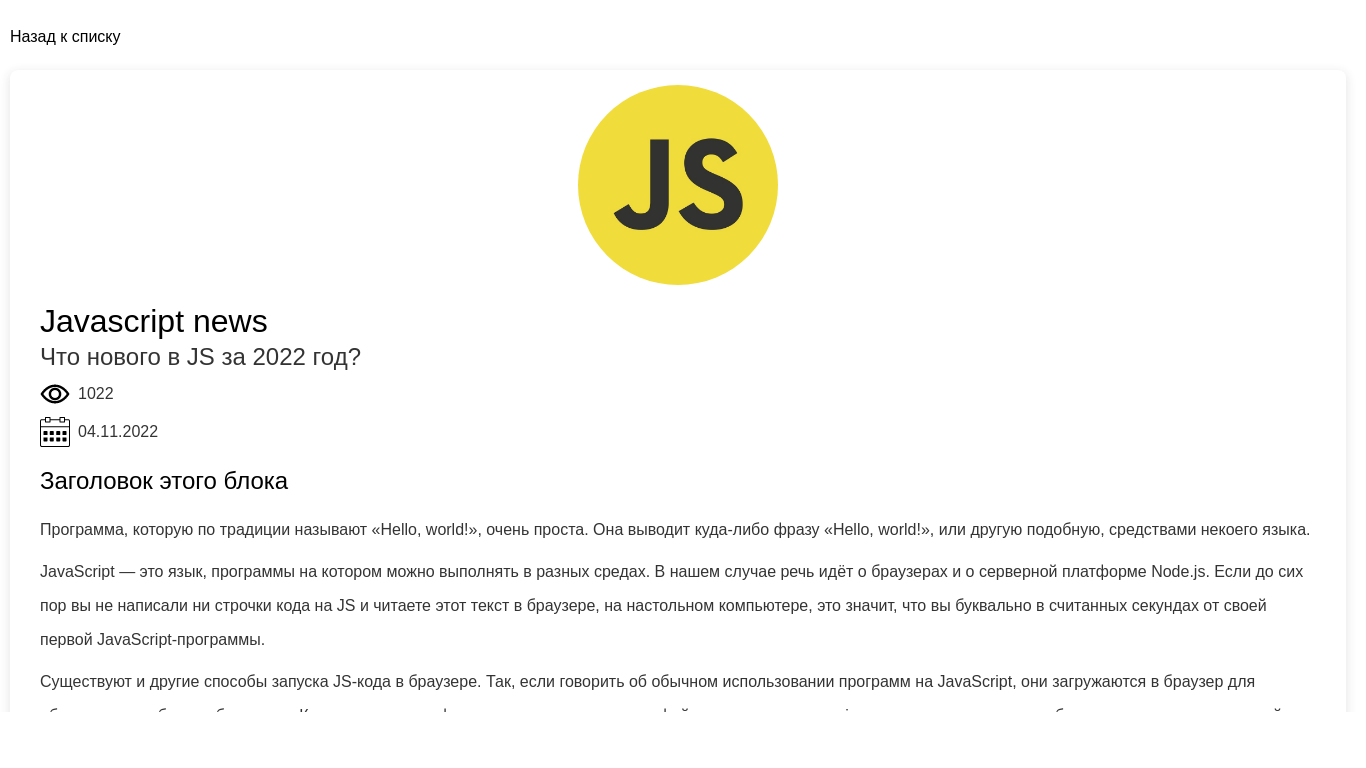 Назад к списку
JS
Javascript news
Что нового в JS за 2022 год?
1022
04.11.2022
Заголовок этого блока
Программа, которую по традиции называют «Hello, world!», очень проста. Она выводит куда-либо фразу «Hello, world!», или другую подобную, средствами некоего языка.
JavaScript — это язык, программы на котором можно выполнять в разных средах. В нашем случае речь идёт о браузерах и о серверной платформе Node.js. Если до сих
пор вы не написали ни строчки кода на JS и читаете этот текст в браузере, на настольном компьютере, это значит, что вы буквально в считанных секундах от своей
первой JavaScript-программы.
Существуют и другие способы запуска JS-кода в браузере. Так, если говорить об обычном использовании программ на JavaScript, они загружаются в браузер для